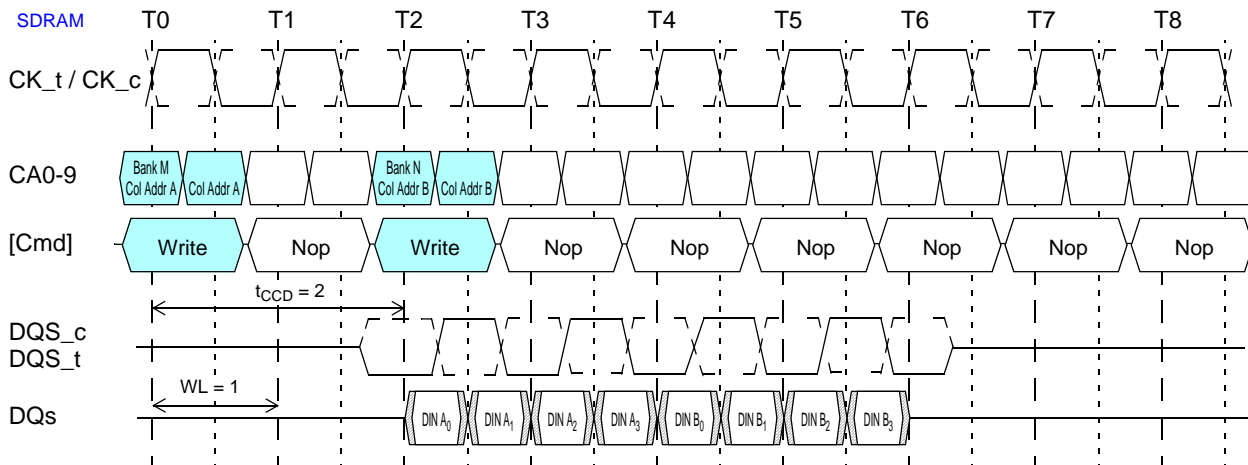 SDRAM T0 T1 T2 T3 T4 T5 T6 T7 T8
CK_t / CK_c
CA0-9 Bank M Col Addr A Col Addr A Bank N Col Addr B Col Addr B
[Cmd] Write Nop Write Nop Nop Nop Nop Nop Nop
tCCD = 2
DQS_c
DQS_t
WL = 1
DQs DIN A0 DIN A1 DIN A2 DIN A3 DIN B0 DIN B1 DIN B2 DIN B3